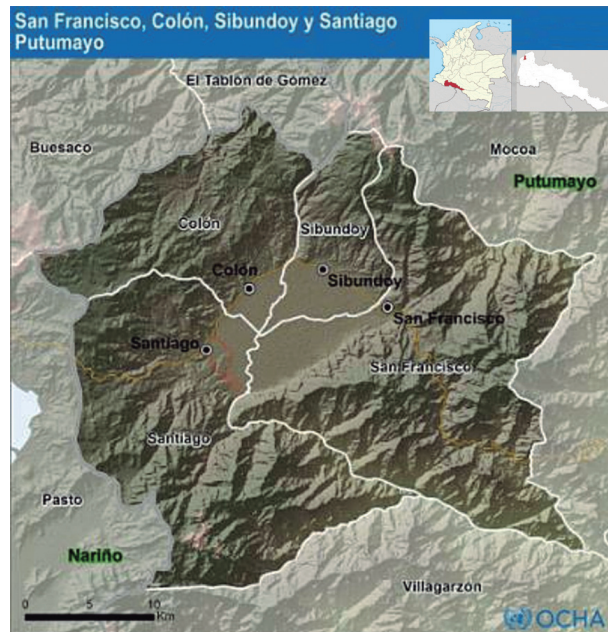 San Francisco, Colón, Sibundoy y Santiago
Putumayo
El Tablón de Gómez
Buesaco
Mocoa
Putumayo
Colón
Sibundoy
Colón
Sibundoy
San Francisco
Santiago
San Francisco
Santiago
Pasto
Nariño
Villagarzón
0 5 10
Km
OCHA